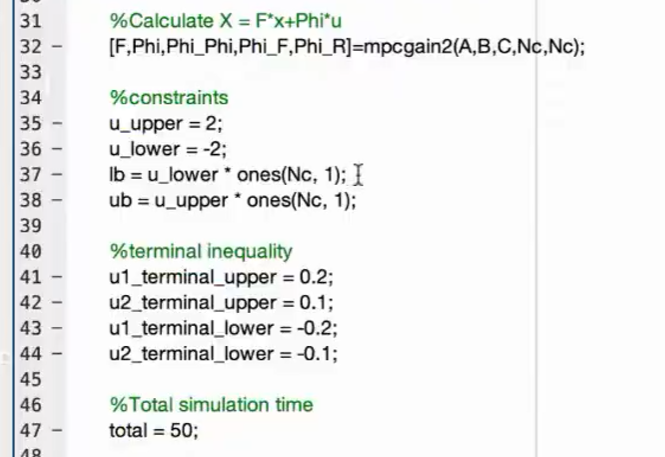 31 %Calculate X = F*x+Phi*u
32 – [F,Phi,Phi_Phi,Phi_F,Phi_R]=mpcgain2(A,B,C,Nc,Nc);
33
34 %constraints
35 – u_upper = 2;
36 – u_lower = -2;
37 – lb = u_lower * ones(Nc, 1);
38 – ub = u_upper * ones(Nc, 1);
39
40 %terminal inequality
41 – u1_terminal_upper = 0.2;
42 – u2_terminal_upper = 0.1;
43 – u1_terminal_lower = -0.2;
44 – u2_terminal_lower = -0.1;
45
46 %Total simulation time
47 – total = 50;